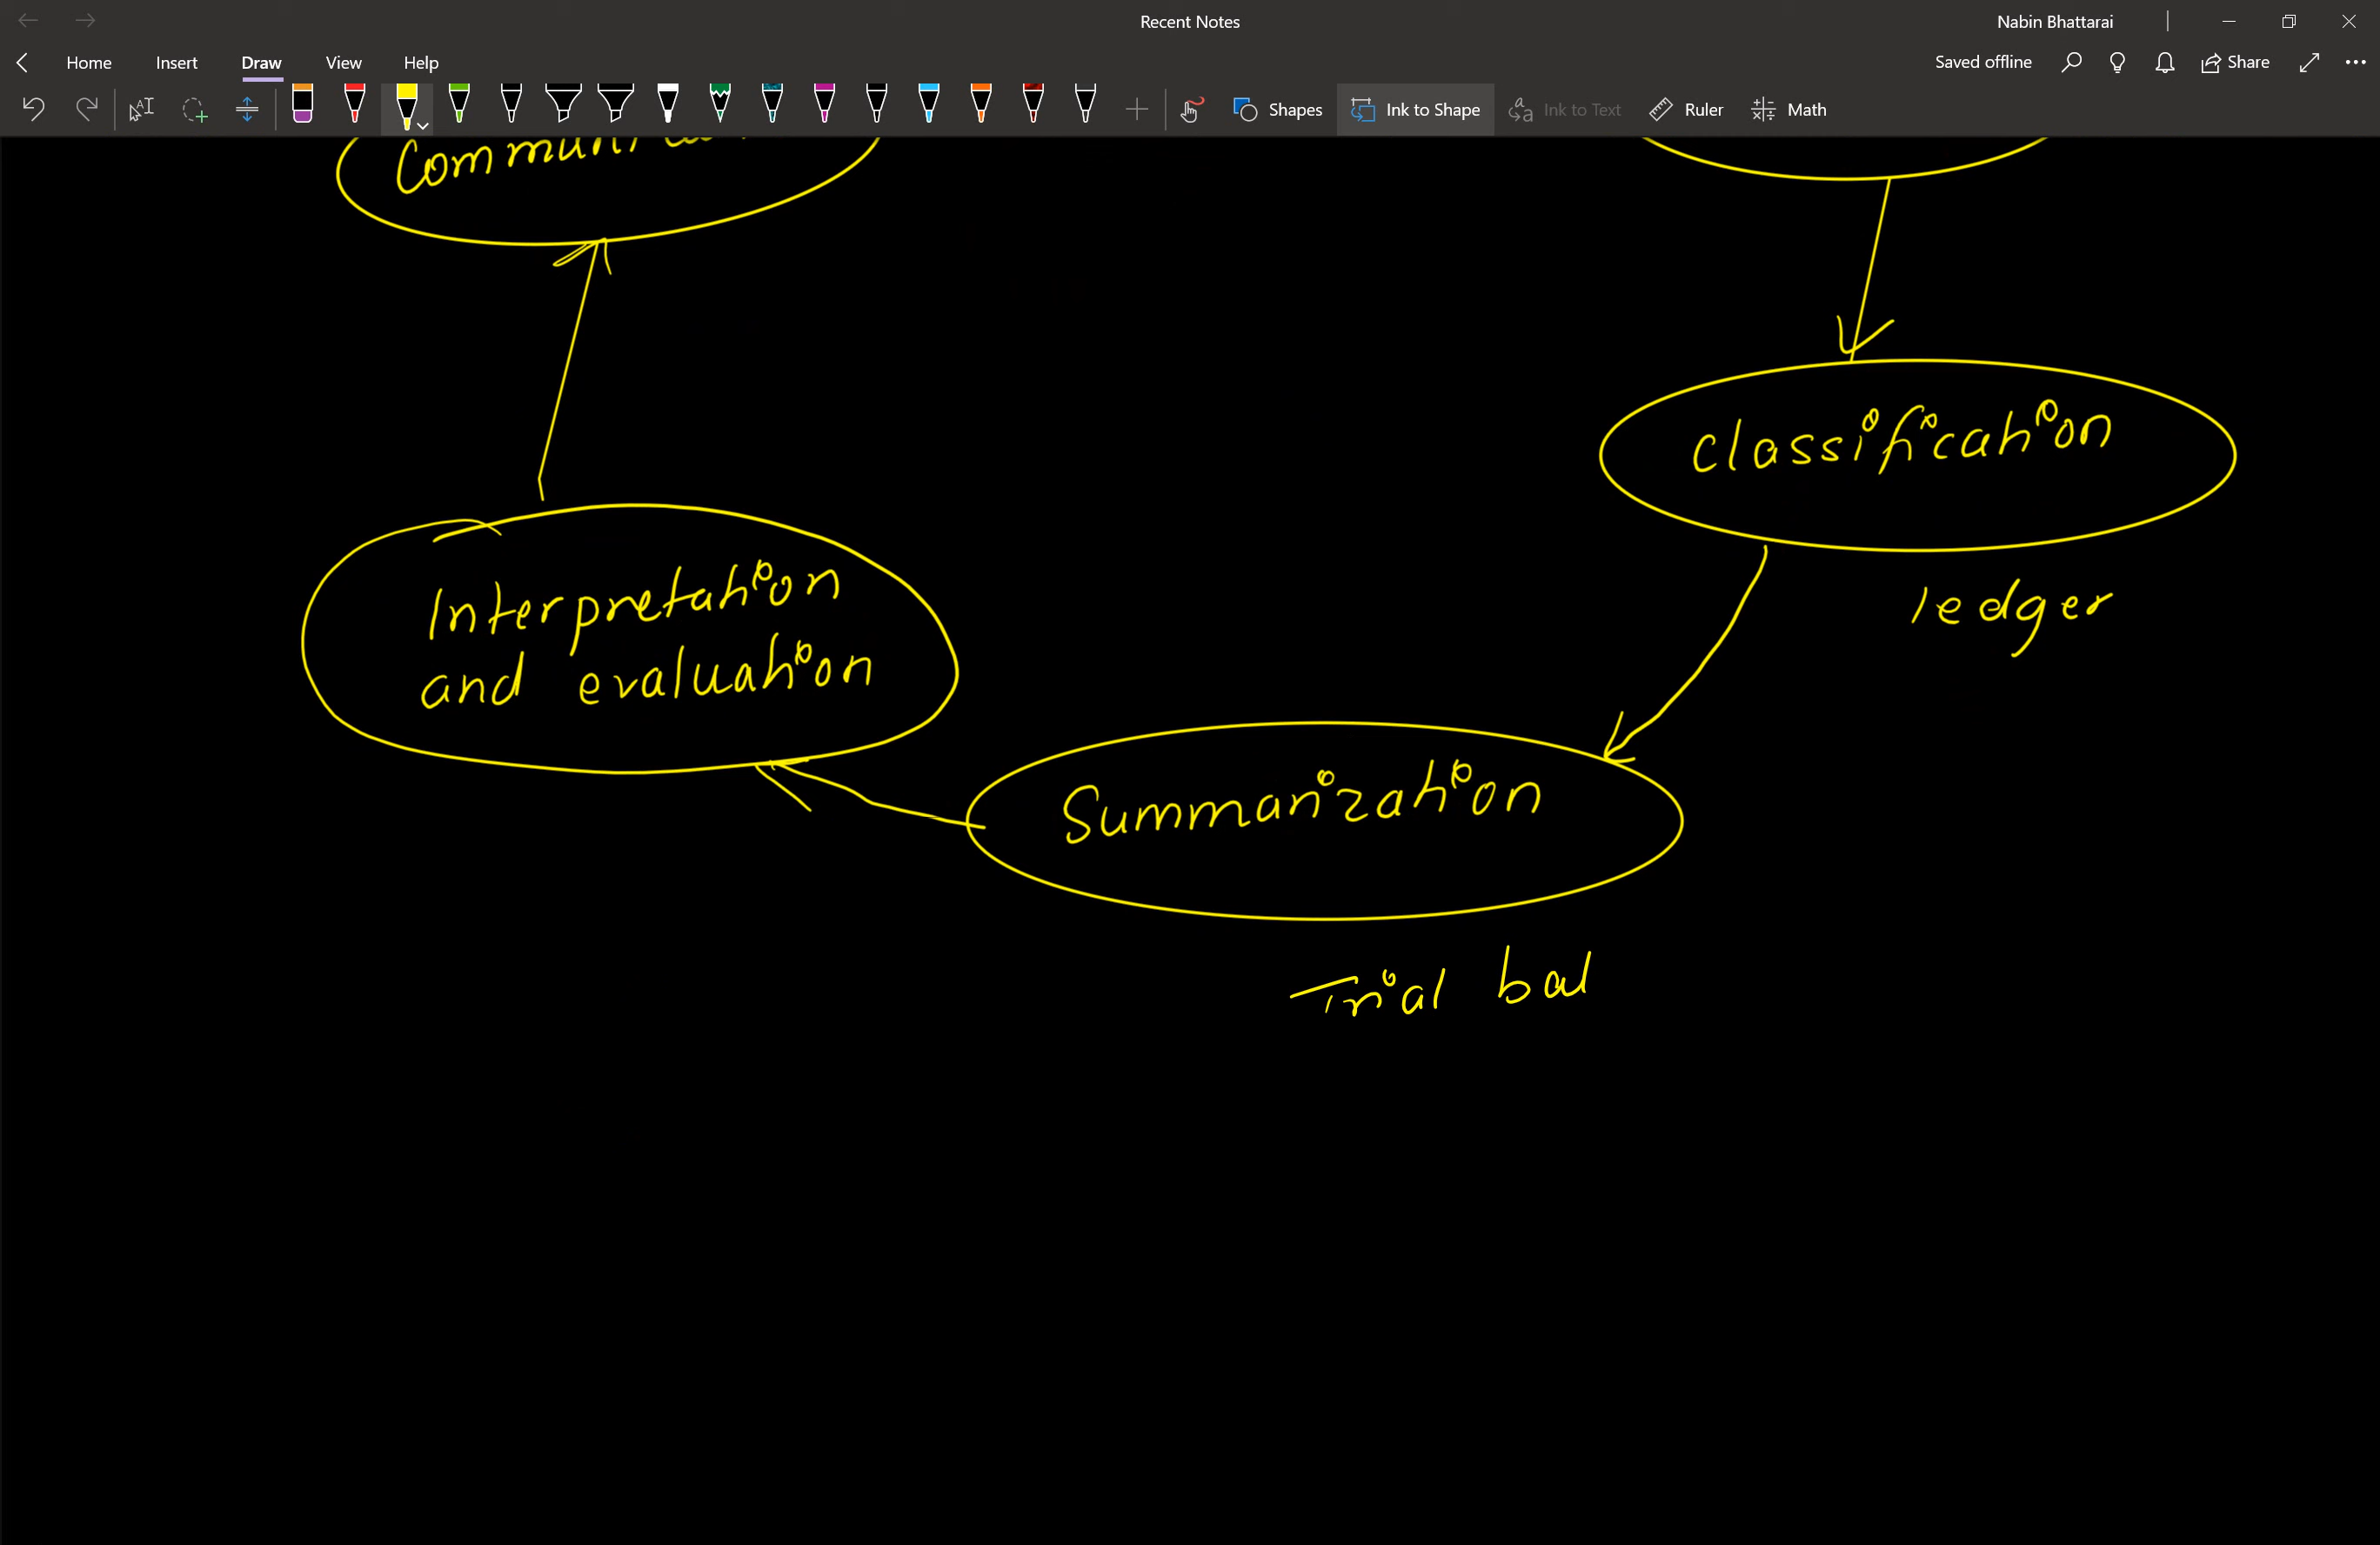 Recent Notes
Nabin Bhattarai
Home Insert Draw View Help
Saved offline
Share
Shapes
Ink to Shape
Ink to Text
Ruler
Math
classification
Interpretation
and evaluation
ledger
Summarization
Trial bal